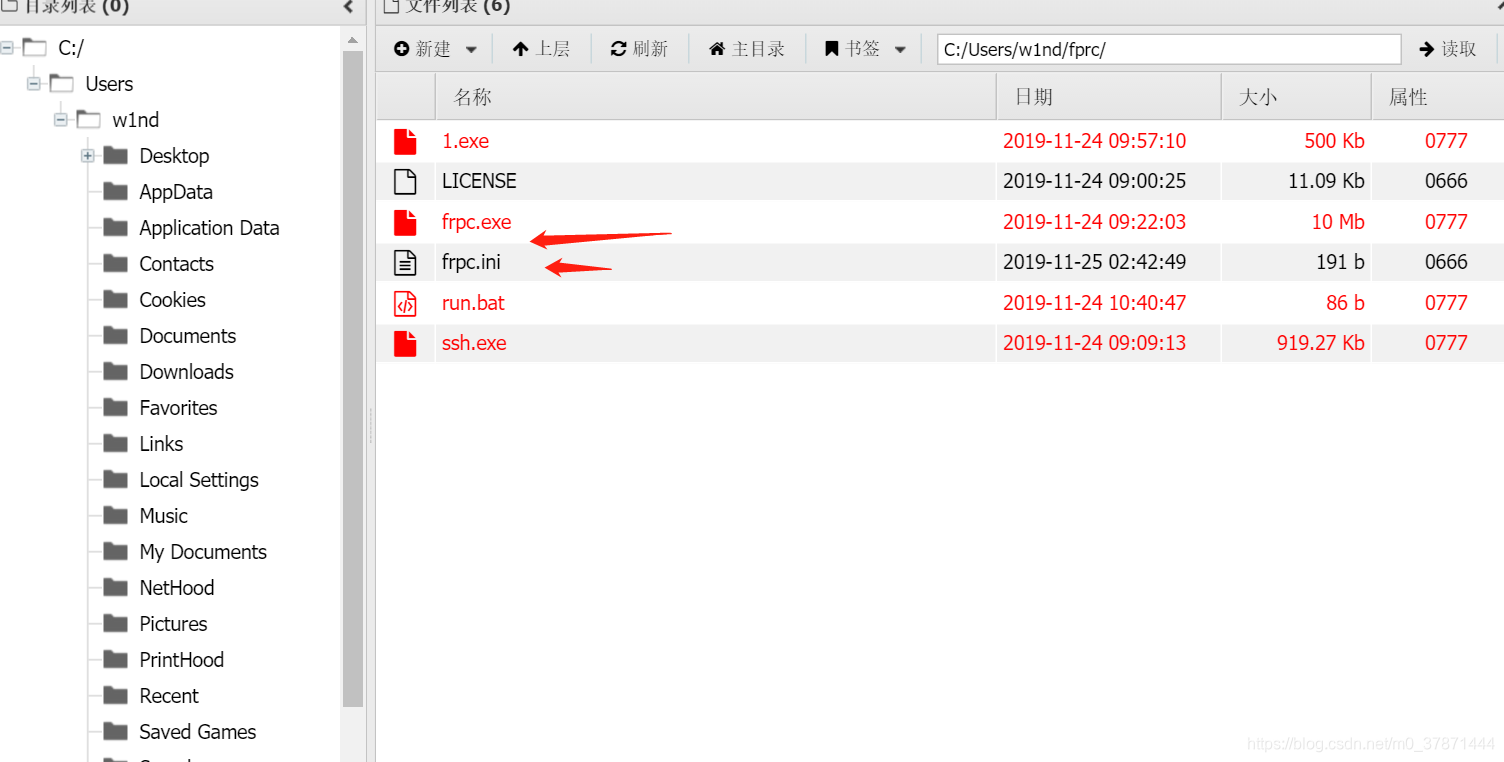 目录列表 (0)
C:/
Users
w1nd
Desktop
AppData
Application Data
Contacts
Cookies
Documents
Downloads
Favorites
Links
Local Settings
Music
My Documents
NetHood
Pictures
PrintHood
Recent
Saved Games
文件列表 (6)
新建 上层 刷新 主目录 书签 C:/Users/w1nd/fprc/ 读取
名称 日期 大小 属性
1.exe 2019-11-24 09:57:10 500 Kb 0777
LICENSE 2019-11-24 09:00:25 11.09 Kb 0666
frpc.exe 2019-11-24 09:22:03 10 Mb 0777
frpc.ini 2019-11-25 02:42:49 191 b 0666
run.bat 2019-11-24 10:40:47 86 b 0777
ssh.exe 2019-11-24 09:09:13 919.27 Kb 0777
https://blog.csdn.net/m0_37871444